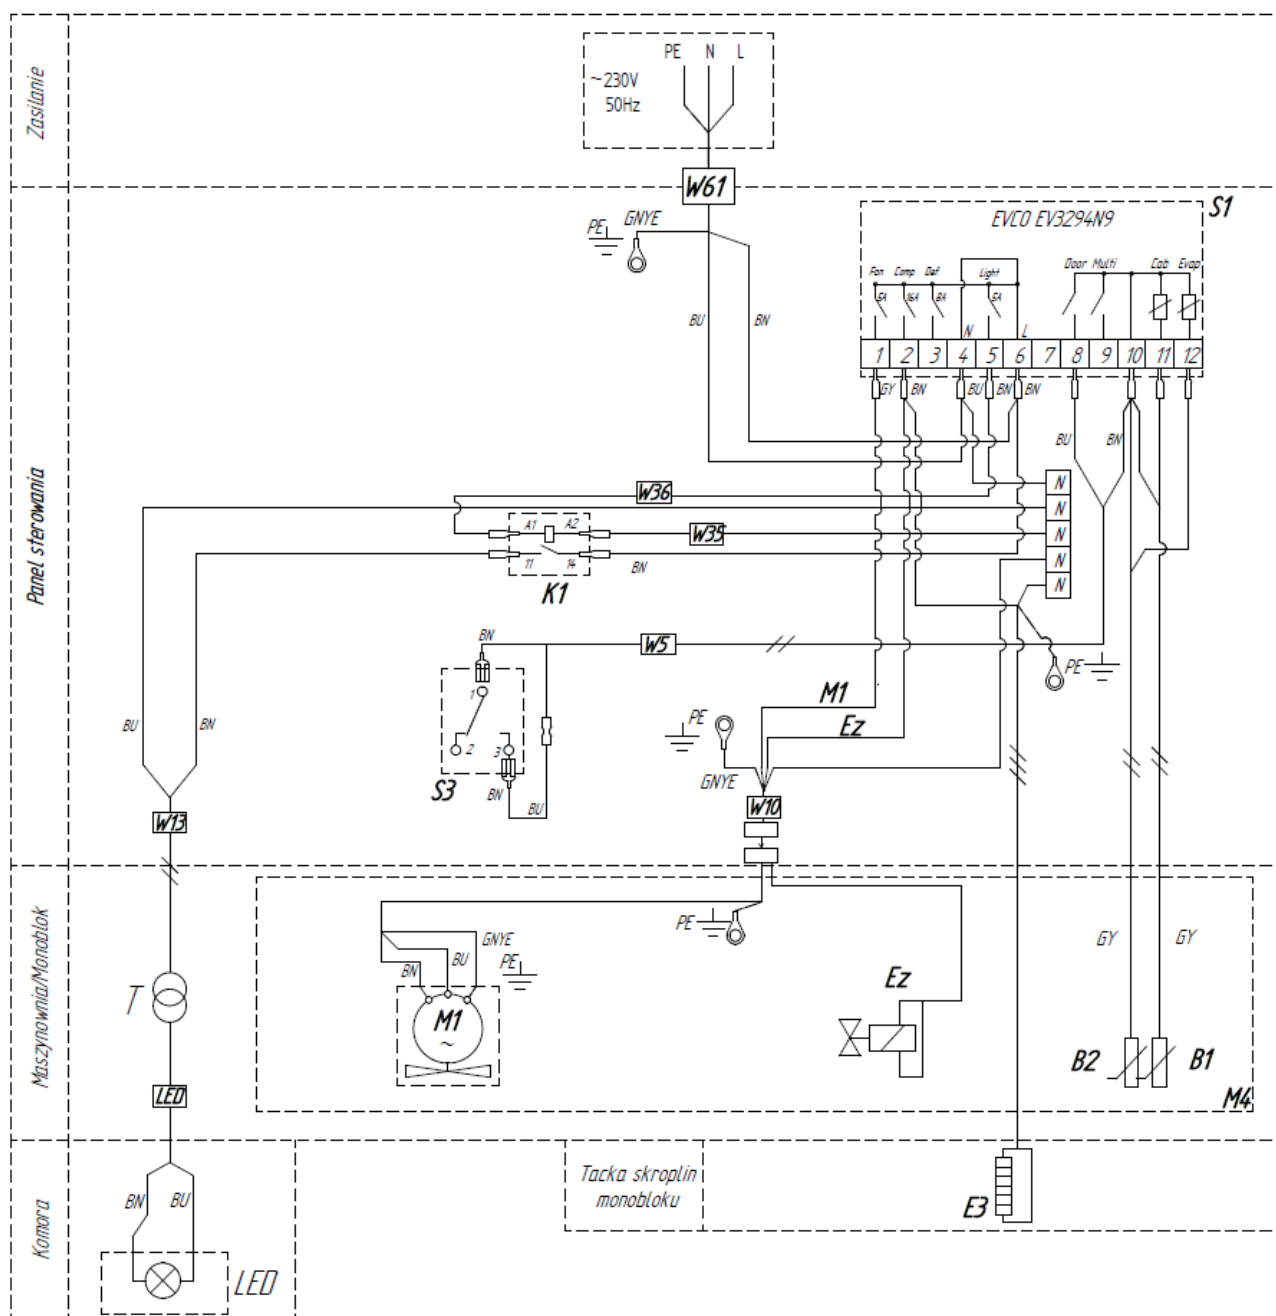 Zasilanie
PE N L
~230V
50Hz
W61
PE
GNYE
S1
EVCO EV3294N9
Fan Comp Def Light Door Multi Cab Evap
5A 16A 8A 5A
N L
1 2 3 4 5 6 7 8 9 10 11 12
GY BN BU BN BN
BU BN
BU BN
Panel sterowania
W36
N
N
A1 A2
W35
N
11 14
BN
N
K1
N
BN
W5
PE
1
2 3
S3
BN
BU
M1
Ez
PE
GNYE
W10
BU BN
W13
Maszynownia/Monoblok
PE
GNYE
BU
BN
PE
M1
~
Ez
GY GY
B2 B1
M4
T
LED
Komora
BN BU
LED
Tacka skroplin
monobloku
E3